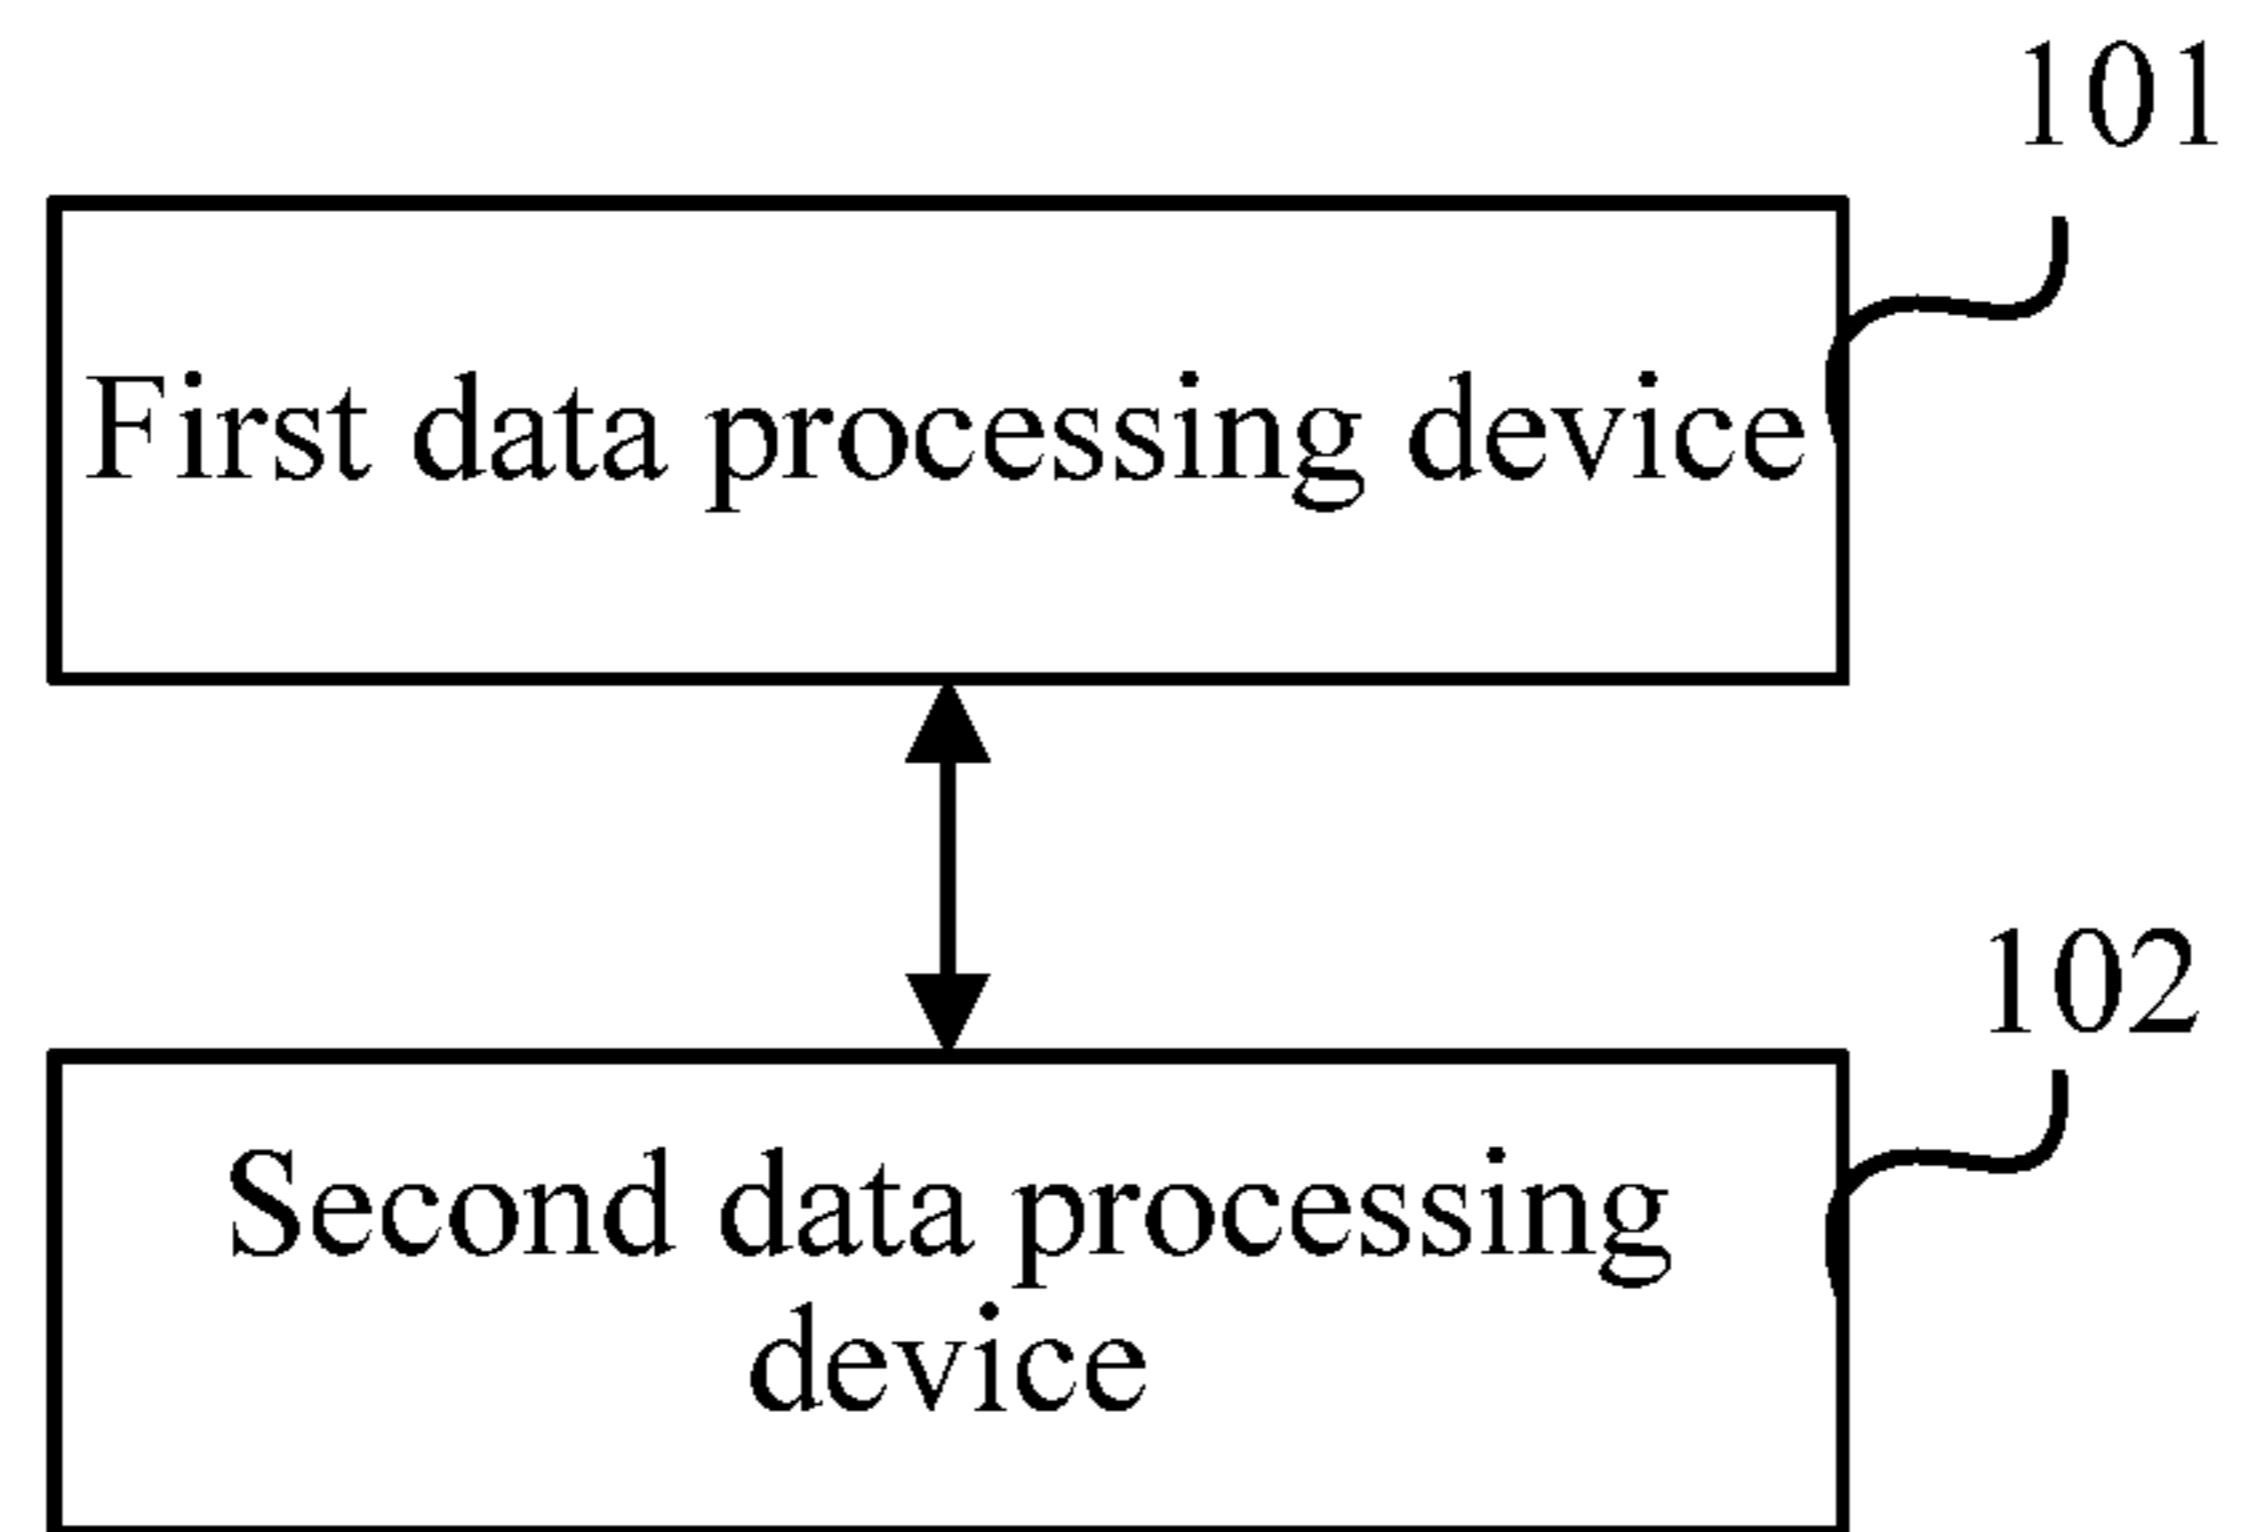 101
First data processing device
102
Second data processing
device